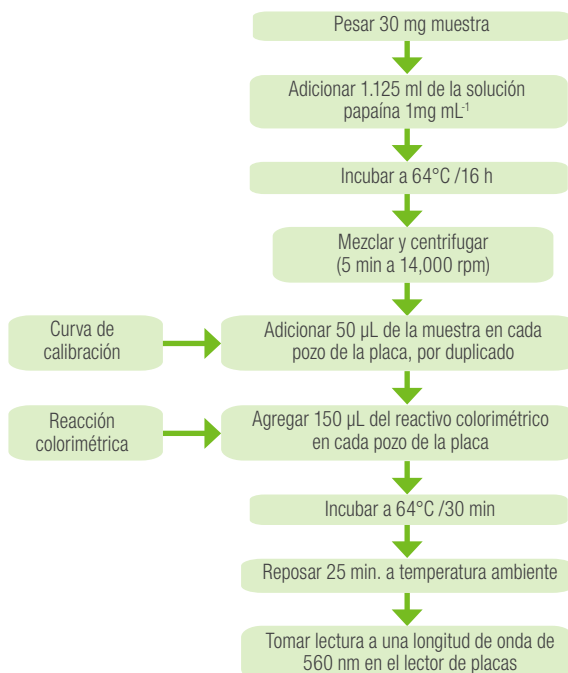 Pesar 30 mg muestra
Adicionar 1.125 ml de la solución
papaína 1mg mL-1
Incubar a 64°C /16 h
Mezclar y centrifugar
(5 min a 14,000 rpm)
Curva de
calibración
Adicionar 50 µL de la muestra en cada
pozo de la placa, por duplicado
Reacción
colorimétrica
Agregar 150 µL del reactivo colorimétrico
en cada pozo de la placa
Incubar a 64°C /30 min
Reposar 25 min. a temperatura ambiente
Tomar lectura a una longitud de onda de
560 nm en el lector de placas